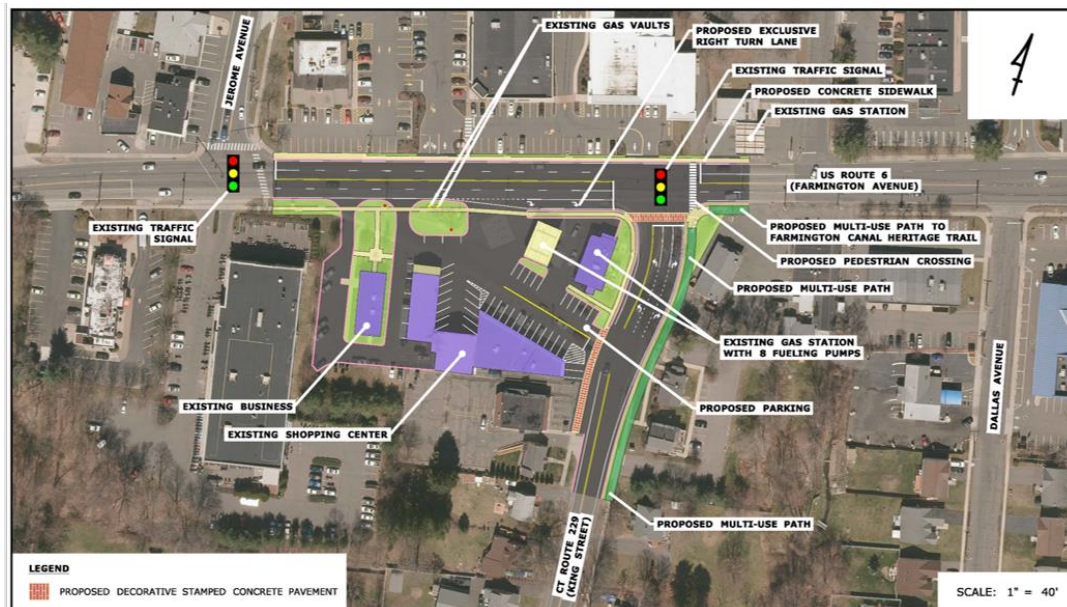 JEROME AVENUE
EXISTING GAS VAULTS
PROPOSED EXCLUSIVE
RIGHT TURN LANE
EXISTING TRAFFIC SIGNAL
PROPOSED CONCRETE SIDEWALK
EXISTING GAS STATION
US ROUTE 6
(FARMINGTON AVENUE)
EXISTING TRAFFIC
SIGNAL
PROPOSED MULTI-USE PATH TO
FARMINGTON CANAL HERITAGE TRAIL
PROPOSED PEDESTRIAN CROSSING
PROPOSED MULTI-USE PATH
EXISTING GAS STATION
WITH 8 FUELING PUMPS
EXISTING BUSINESS
PROPOSED PARKING
EXISTING SHOPPING CENTER
DALLAS AVENUE
PROPOSED MULTI-USE PATH
CT ROUTE 229
(KING STREET)
LEGEND
PROPOSED DECORATIVE STAMPED CONCRETE PAVEMENT
SCALE: 1" = 40'